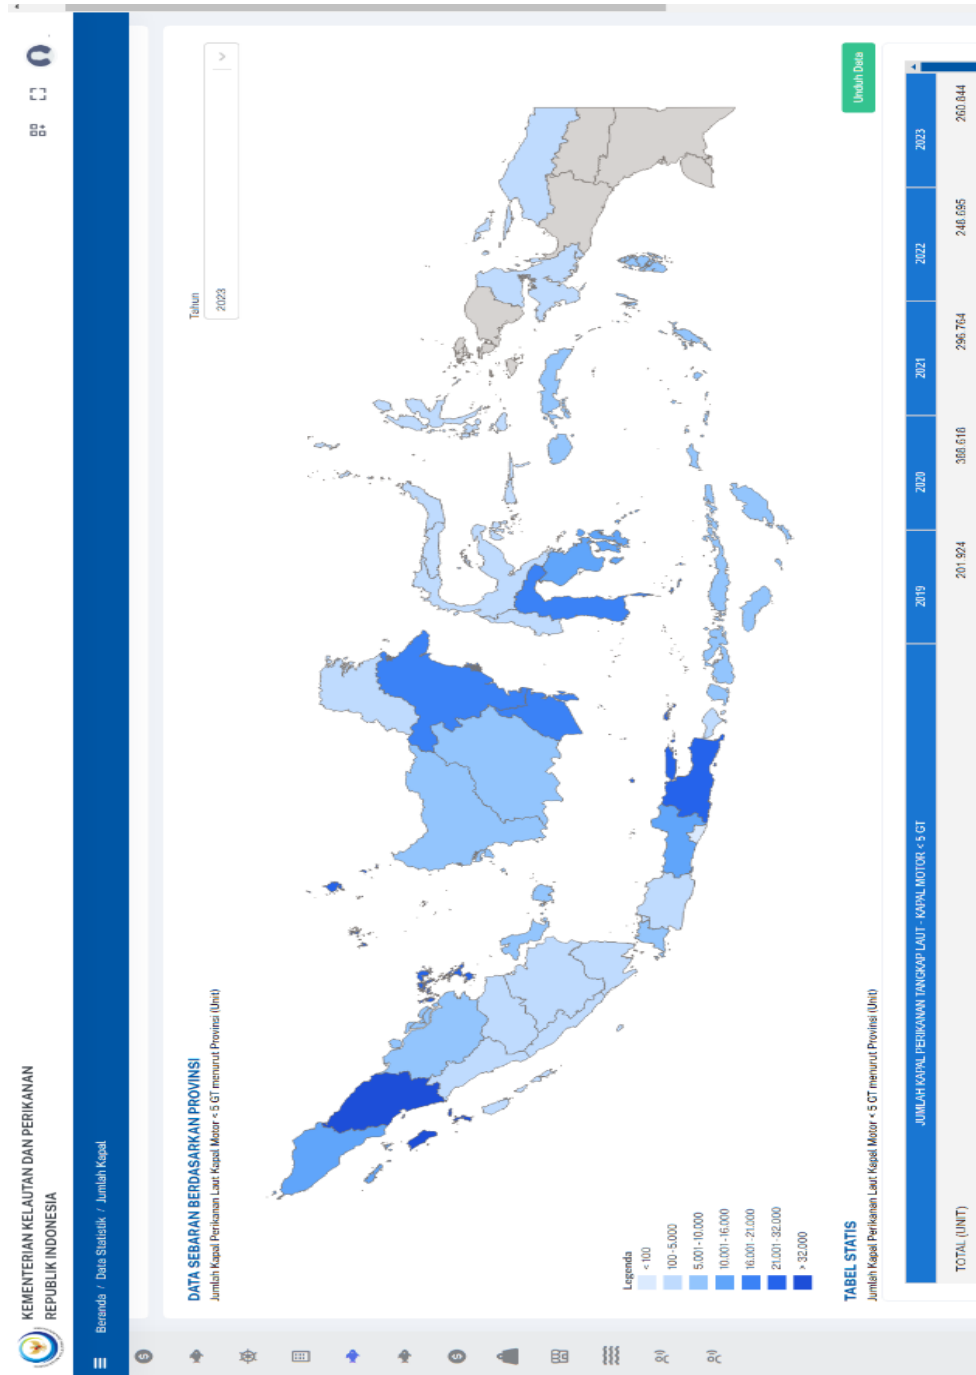 KEMENTERIAN KELAUTAN DAN PERIKANAN
REPUBLIK INDONESIA
Beranda / Data Statistik / Jumlah Kapal
DATA SEBARAN BERDASARKAN PROVINSI
Jumlah Kapal Perikanan Laut Kapal Motor < 5 GT menurut Provinsi (Unit)
Tahun
2023
Legenda
< 100
100-5.000
5.001-10.000
10.001-16.000
16.001-21.000
21.001-32.000
> 32.000
TABEL STATIS
Jumlah Kapal Perikanan Laut Kapal Motor < 5 GT menurut Provinsi (Unit)
Unduh Data
JUMLAH KAPAL PERIKANAN TANGKAP LAUT - KAPAL MOTOR < 5 GT 2019 2020 2021 2022 2023
TOTAL (UNIT) 201.924 368.618 296.764 246.695 260.844